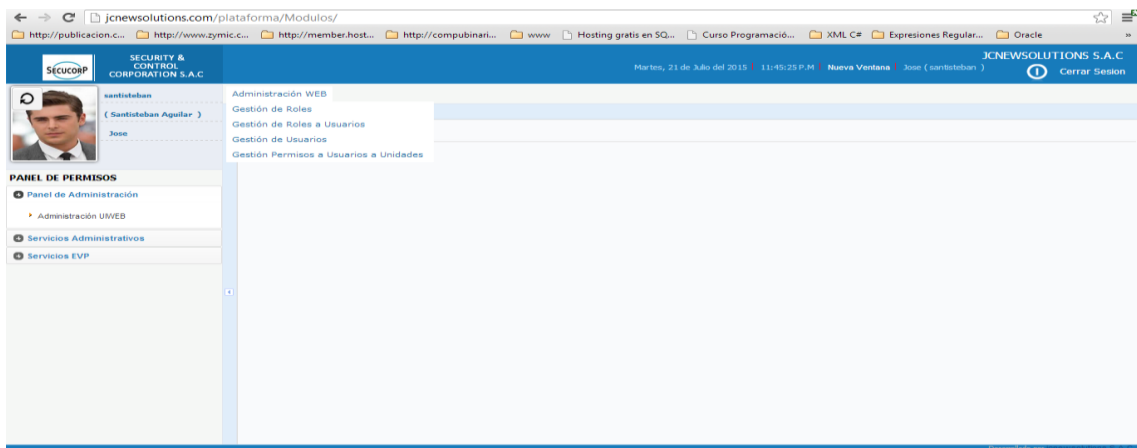 jcnewsolutions.com/plataforma/Modulos/
http://publicacion.c... http://www.zymic.c... http://member.host... http://compubinari... www Hosting gratis en SQ... Curso Programació... XML C# Expresiones Regular... Oracle »
SECUCORP
SECURITY &
CONTROL
CORPORATION S.A.C
JCNEWSOLUTIONS S.A.C
Martes, 21 de Julio del 2015 11:45:25 P.M Nueva Ventana Jose ( santisteban )
Cerrar Sesion
santisteban
( Santisteban Aguilar )
Jose
Administración WEB
Gestión de Roles
Gestión de Roles a Usuarios
Gestión de Usuarios
Gestión Permisos a Usuarios a Unidades
PANEL DE PERMISOS
Panel de Administración
Administración UIWEB
Servicios Administrativos
Servicios EVP